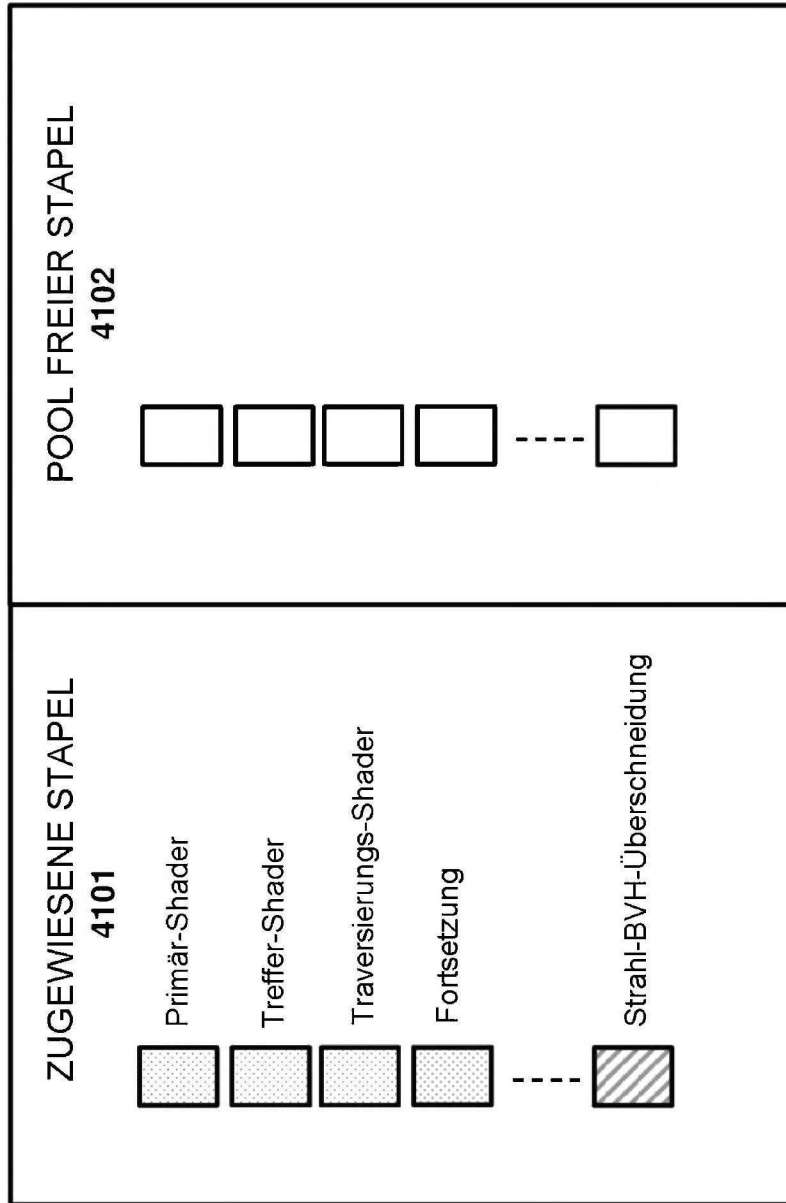 ZUGEWIESENE STAPEL
4101
Primär-Shader
Treffer-Shader
Traversierungs-Shader
Fortsetzung
Strahl-BVH-Überschneidung
POOL FREIER STAPEL
4102